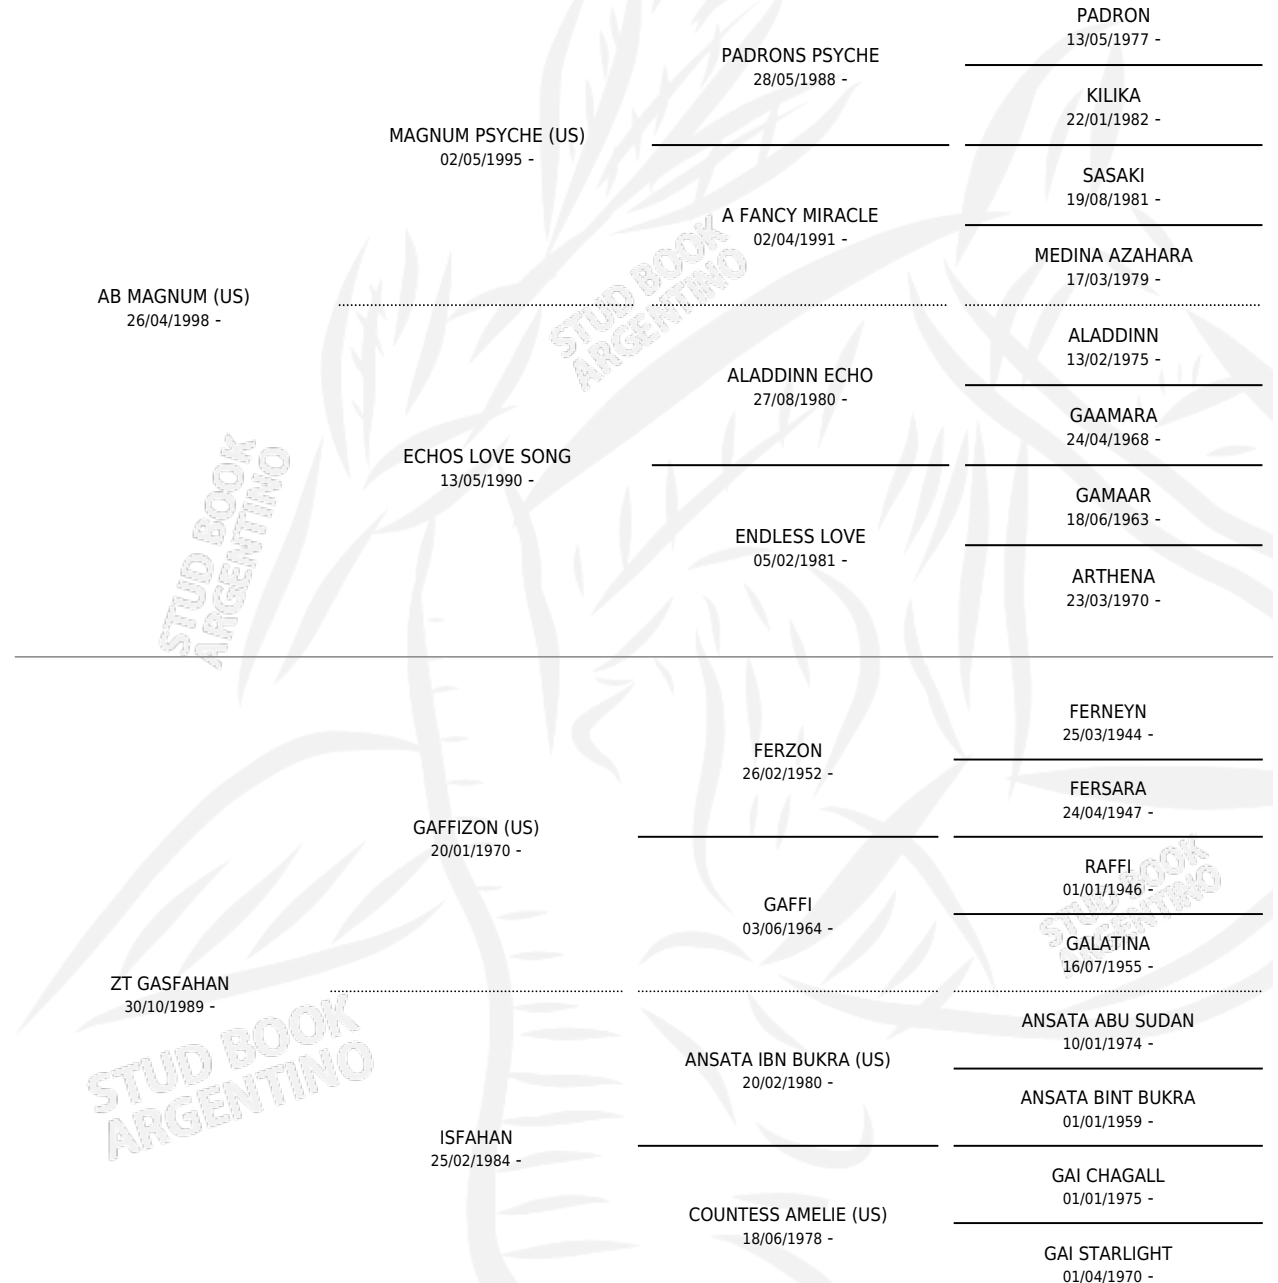 PADRON
13/05/1977 -
PADRONS PSYCHE
28/05/1988 -
KILIKA
22/01/1982 -
MAGNUM PSYCHE (US)
02/05/1995 -
SASAKI
19/08/1981 -
A FANCY MIRACLE
02/04/1991 -
MEDINA AZAHARA
17/03/1979 -
AB MAGNUM (US)
26/04/1998 -
STUD BOOK
ARGENTINO
ALADDINN
13/02/1975 -
ALADDINN ECHO
27/08/1980 -
GAAMARA
24/04/1968 -
ECHOS LOVE SONG
13/05/1990 -
GAMAAR
18/06/1963 -
ENDLESS LOVE
05/02/1981 -
ARTHENA
23/03/1970 -
STUD BOOK
ARGENTINO
FERNEYN
25/03/1944 -
FERZON
26/02/1952 -
FERSARA
24/04/1947 -
GAFFIZON (US)
20/01/1970 -
RAFFI
01/01/1946 -
GAFFI
03/06/1964 -
GALATINA
16/07/1955 -
STUD BOOK
ARGENTINO
ZT GASFAHAN
30/10/1989 -
ANSATA ABU SUDAN
10/01/1974 -
ANSATA IBN BUKRA (US)
20/02/1980 -
ANSATA BINT BUKRA
01/01/1959 -
STUD BOOK
ARGENTINO
ISFAHAN
25/02/1984 -
GAI CHAGALL
01/01/1975 -
COUNTESS AMELIE (US)
18/06/1978 -
GAI STARLIGHT
01/04/1970 -